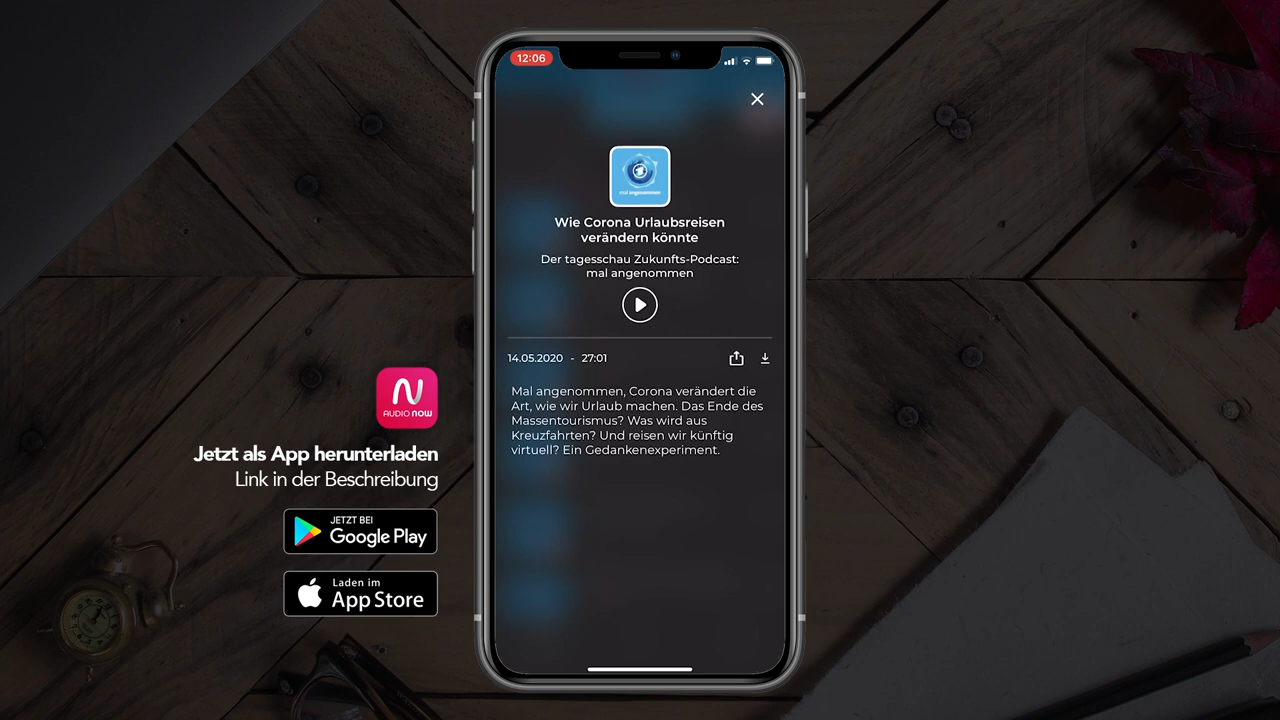 12:06
mal angenommen
Wie Corona Urlaubsreisen
verändern könnte
Der tagesschau Zukunfts-Podcast:
mal angenommen
14.05.2020 - 27:01
Mal angenommen, Corona verändert die
Art, wie wir Urlaub machen. Das Ende des
Massentourismus? Was wird aus
Kreuzfahrten? Und reisen wir künftig
virtuell? Ein Gedankenexperiment.
AUDIO NOW
Jetzt als App herunterladen
Link in der Beschreibung
JETZT BEI
Google Play
Laden im
App Store